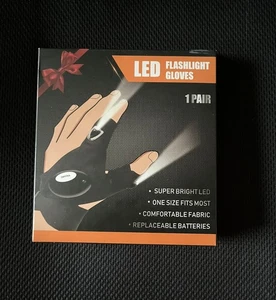 LED FLASHLIGHT
GLOVES
1 PAIR
• SUPER BRIGHT LED
• ONE SIZE FITS MOST
• COMFORTABLE FABRIC
• REPLACEABLE BATTERIES